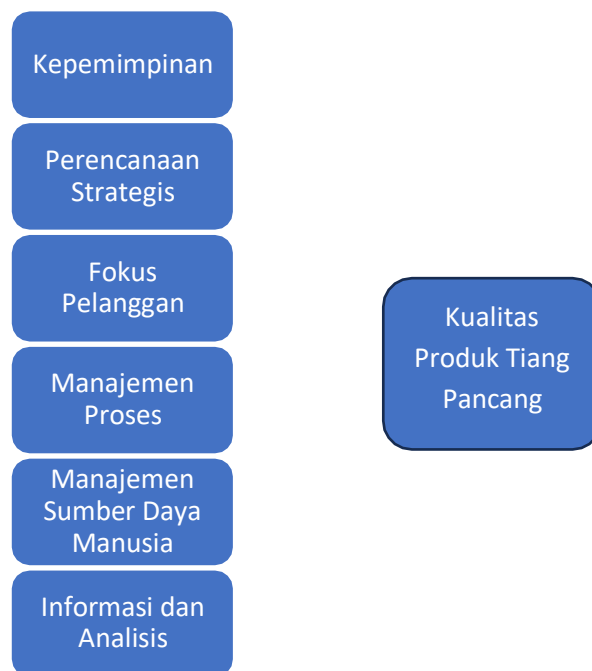 Kepemimpinan
Perencanaan
Strategis
Fokus
Pelanggan
Manajemen
Proses
Manajemen
Sumber Daya
Manusia
Informasi dan
Analisis
Kualitas
Produk Tiang
Pancang